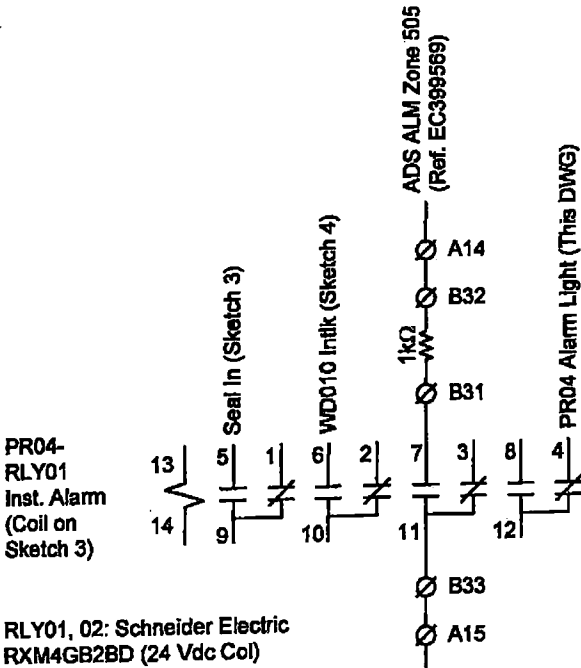 ADS ALM Zone 505
(Ref. EC399569)
A14
B32
1kΩ
B31
Seal In (Sketch 3)
WD010 Intlk (Sketch 4)
PR04 Alarm Light (This DWG)
PR04-
RLY01
Inst. Alarm
(Coil on
Sketch 3)
13
14
5
1
9
6
2
10
7
3
11
8
4
12
B33
A15
RLY01, 02: Schneider Electric
RXM4GB2BD (24 Vdc Col)